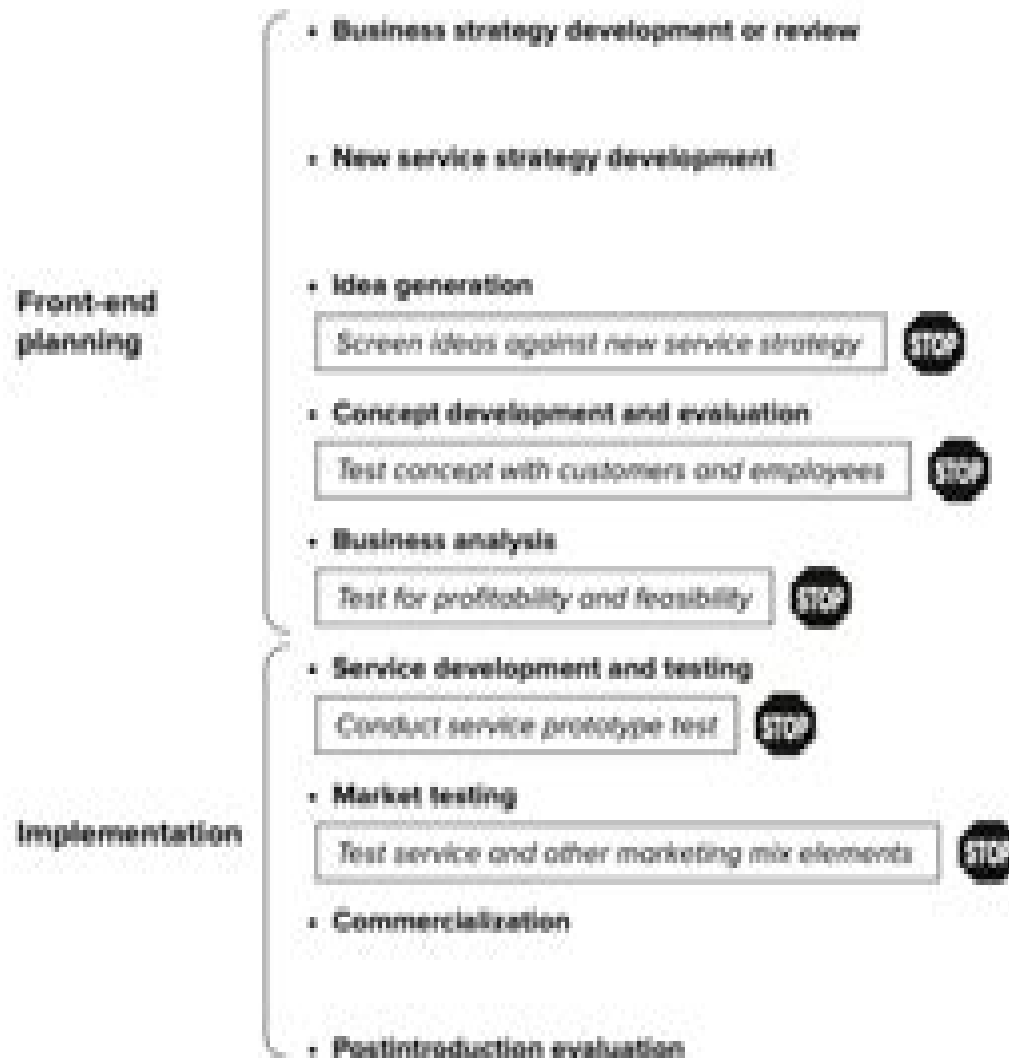 • Business strategy development or review
• New service strategy development
Front-end
planning
• Idea generation
Screen ideas against new service strategy
STOP
• Concept development and evaluation
Test concept with customers and employees
STOP
• Business analysis
Test for profitability and feasibility
STOP
• Service development and testing
Conduct service prototype test
STOP
Implementation
• Market testing
Test service and other marketing mix elements
STOP
• Commercialization
• Postintroduction evaluation